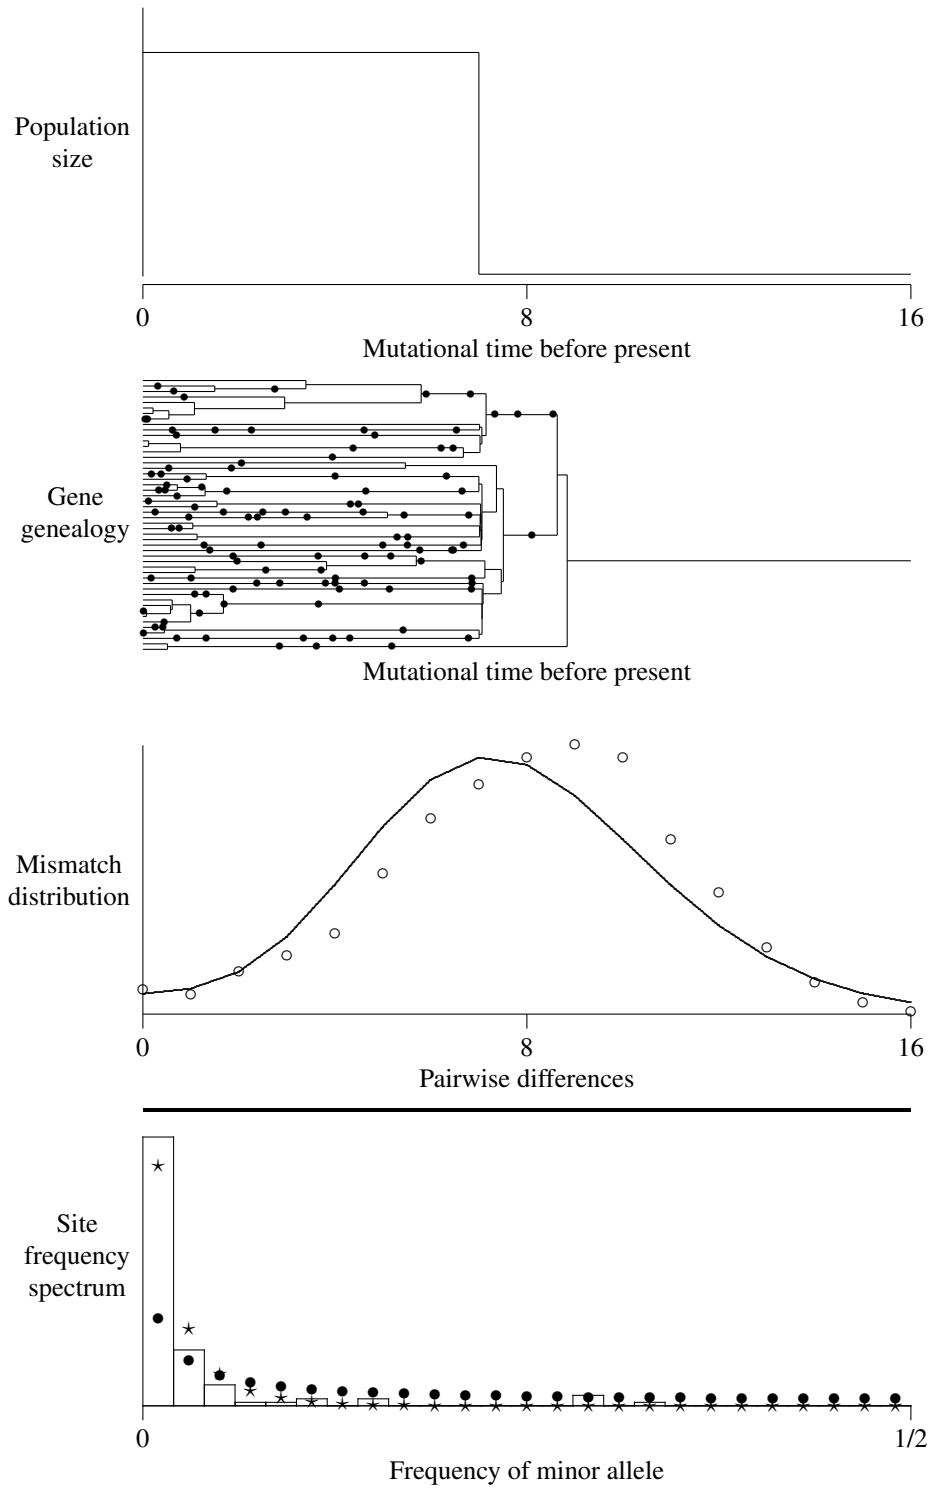 Population
size
0 8 16
Mutational time before present
Gene
genealogy
Mutational time before present
Mismatch
distribution
0 8 16
Pairwise differences
Site
frequency
spectrum
0 1/2
Frequency of minor allele